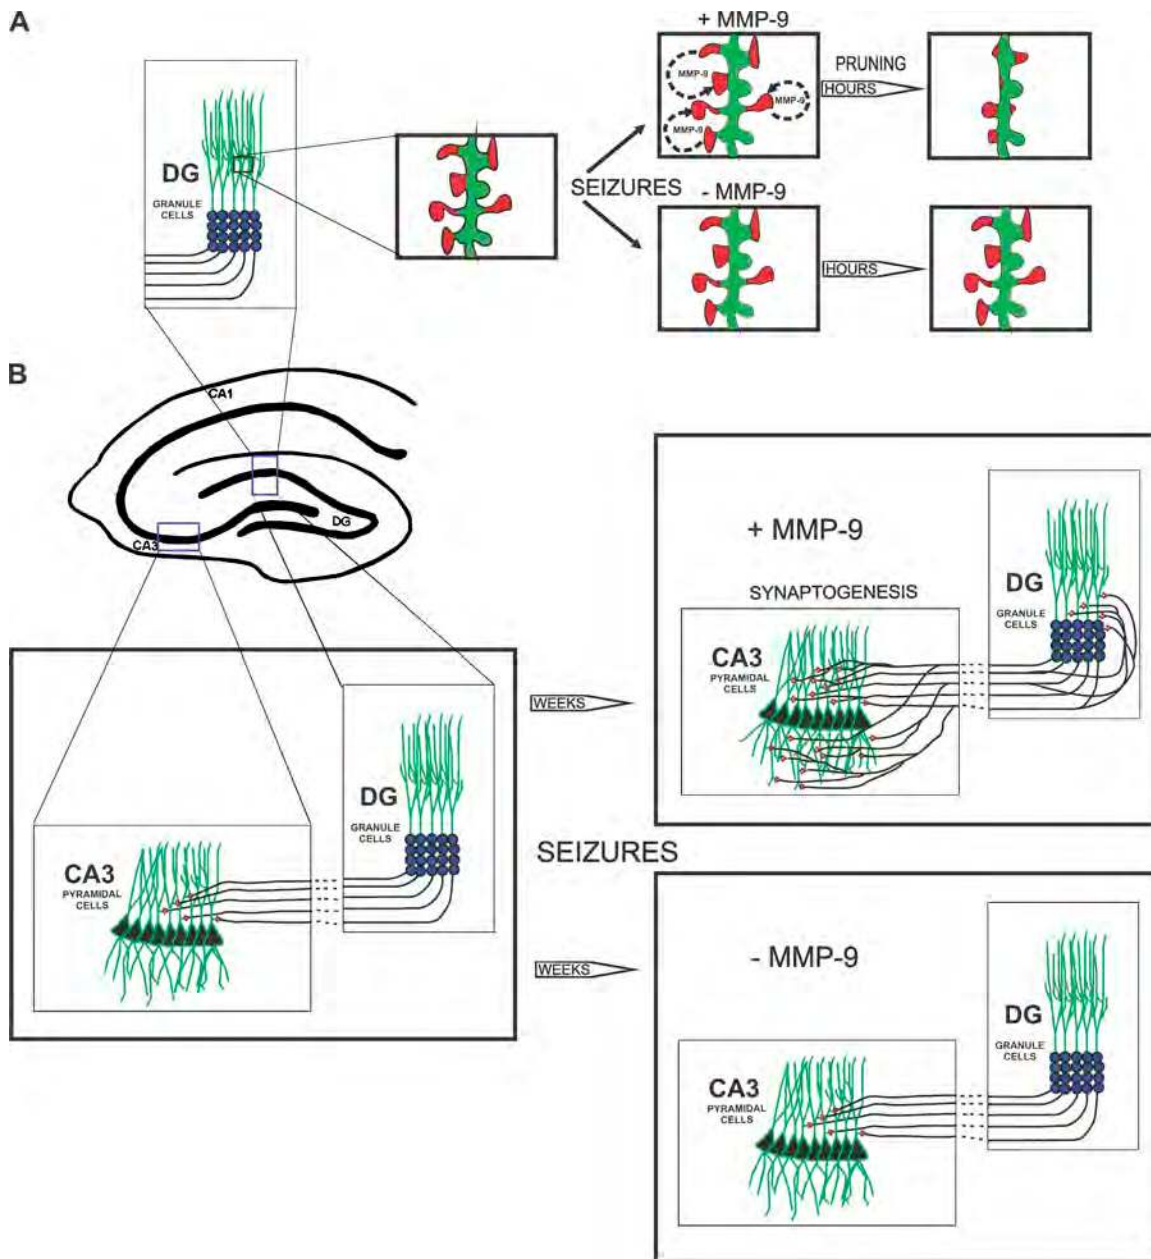 A
+ MMP-9
DG
GRANULE
CELLS
MMP-9
MMP-9
MMP-9
PRUNING
HOURS
SEIZURES
- MMP-9
HOURS
B
CA1
CA3
DG
+ MMP-9
SYNAPTOGENESIS
CA3
PYRAMIDAL
CELLS
DG
GRANULE
CELLS
WEEKS
DG
GRANULE
CELLS
CA3
PYRAMIDAL
CELLS
SEIZURES
WEEKS
- MMP-9
DG
GRANULE
CELLS
CA3
PYRAMIDAL
CELLS